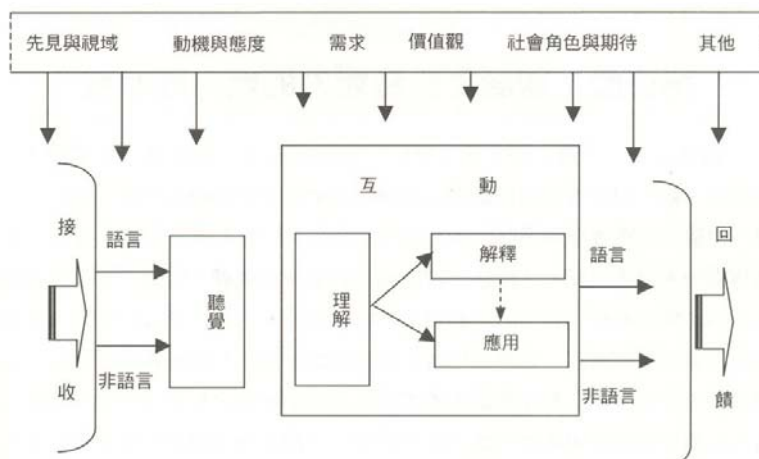 先見與視域 動機與態度 需求 價值觀 社會角色與期待 其他
接收
語言
非語言
聽覺
互動
理解
解釋
應用
語言
非語言
回饋